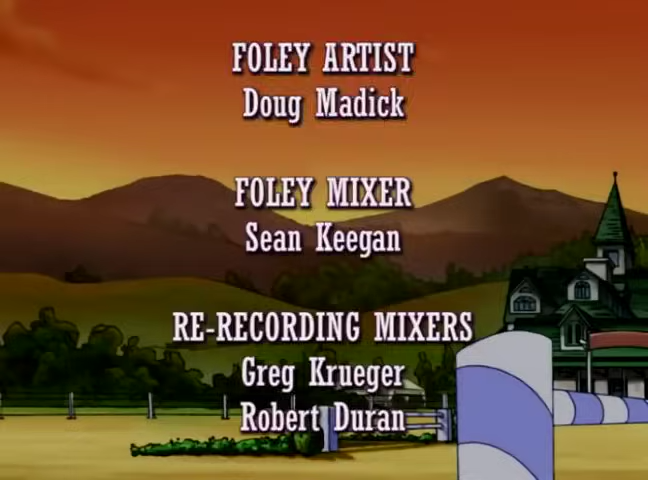 FOLEY ARTIST
Doug Madick
FOLEY MIXER
Sean Keegan
RE-RECORDING MIXERS
Greg Krueger
Robert Duran